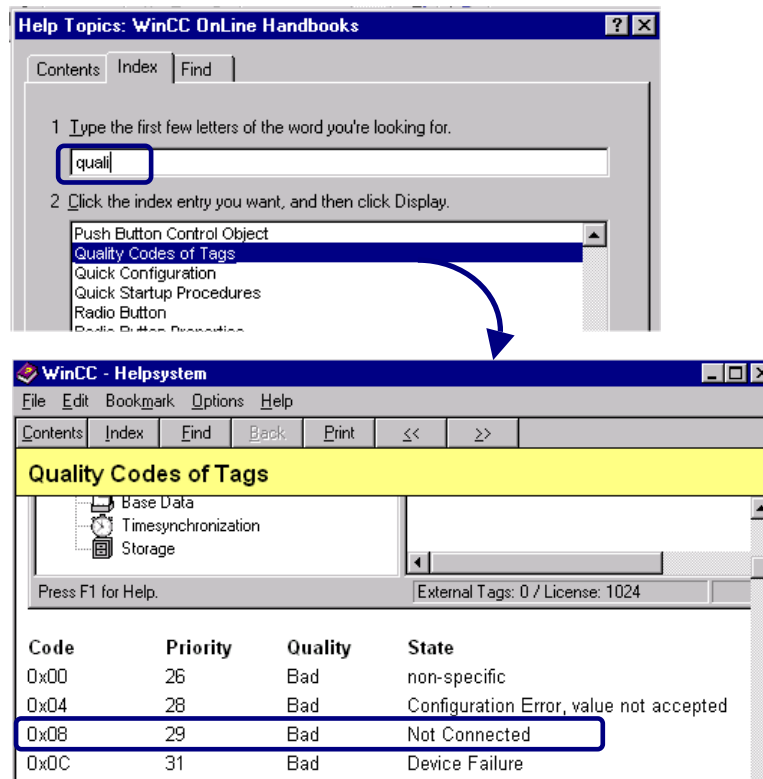 Help Topics: WinCC OnLine Handbooks
Contents Index Find
1 Type the first few letters of the word you're looking for.
quali
2 Click the index entry you want, and then click Display.
Push Button Control Object
Quality Codes of Tags
Quick Configuration
Quick Startup Procedures
Radio Button
Radio Button Properties
WinCC - Helpsystem
File Edit Bookmark Options Help
Contents Index Find Back Print << >>
Quality Codes of Tags
Base Data
Timesynchronization
Storage
Press F1 for Help. External Tags: 0 / License: 1024
Code Priority Quality State
0x00 26 Bad non-specific
0x04 28 Bad Configuration Error, value not accepted
0x08 29 Bad Not Connected
0x0C 31 Bad Device Failure